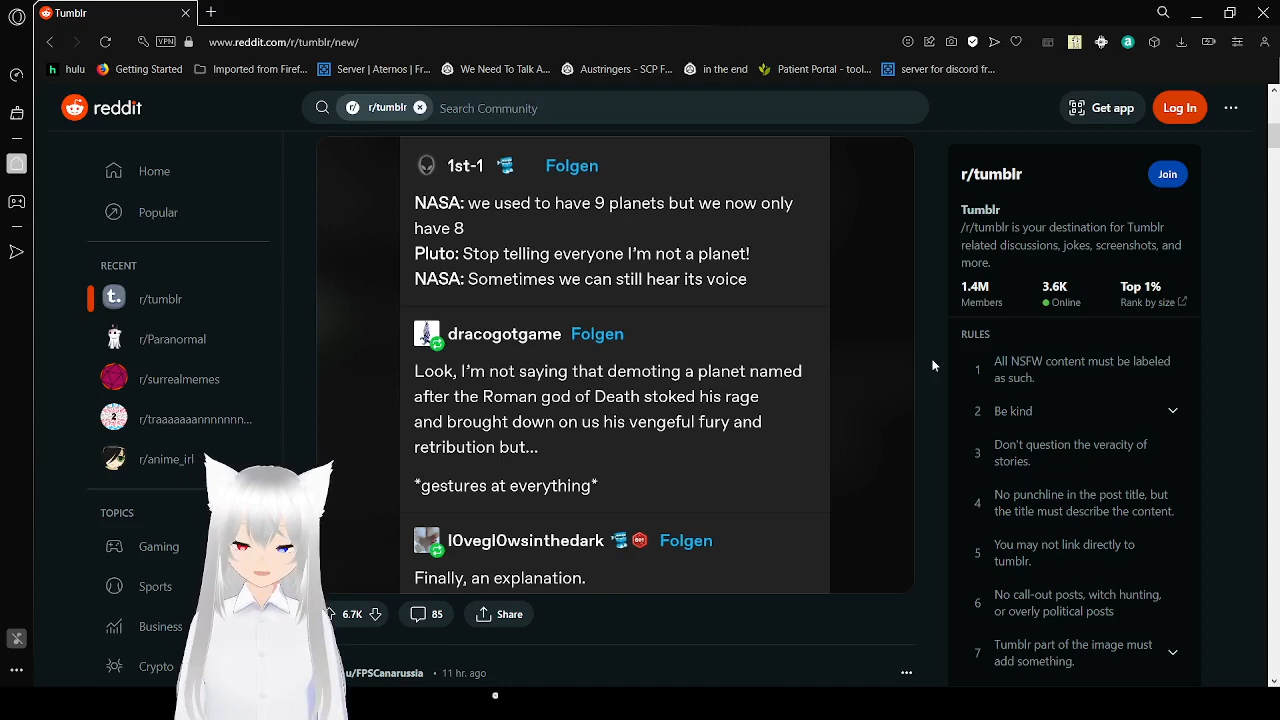 Tumblr
VPN
www.reddit.com/r/tumblr/new/
h hulu
Getting Started
Imported from Firef...
Server | Aternos | Fr...
We Need To Talk A...
Austringers - SCP F...
in the end
Patient Portal - tool...
server for discord fr...
reddit
r/ r/tumblr
Search Community
Get app
Log In
Home
Popular
RECENT
t. r/tumblr
r/Paranormal
r/surrealmemes
r/traaaaaaannnnnnn...
r/anime_irl
TOPICS
Gaming
Sports
Business
Crypto
1st-1 Folgen
NASA: we used to have 9 planets but we now only
have 8
Pluto: Stop telling everyone I'm not a planet!
NASA: Sometimes we can still hear its voice
dracogotgame Folgen
Look, I'm not saying that demoting a planet named
after the Roman god of Death stoked his rage
and brought down on us his vengeful fury and
retribution but...
*gestures at everything*
l0vegl0wsinthedark Folgen
Finally, an explanation.
6.7K
85
Share
u/FPSCanarussia • 11 hr. ago
r/tumblr
Join
Tumblr
/r/tumblr is your destination for Tumblr
related discussions, jokes, screenshots, and
more.
1.4M 3.6K Top 1%
Members Online Rank by size
RULES
1 All NSFW content must be labeled
as such.
2 Be kind
3 Don't question the veracity of
stories.
4 No punchline in the post title, but
the title must describe the content.
5 You may not link directly to
tumblr.
6 No call-out posts, witch hunting,
or overly political posts
7 Tumblr part of the image must
add something.